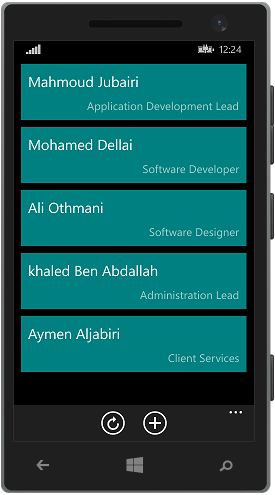 12:24
Mahmoud Jubairi
Application Development Lead
Mohamed Dellai
Software Developer
Ali Othmani
Software Designer
khaled Ben Abdallah
Administration Lead
Aymen Aljabiri
Client Services